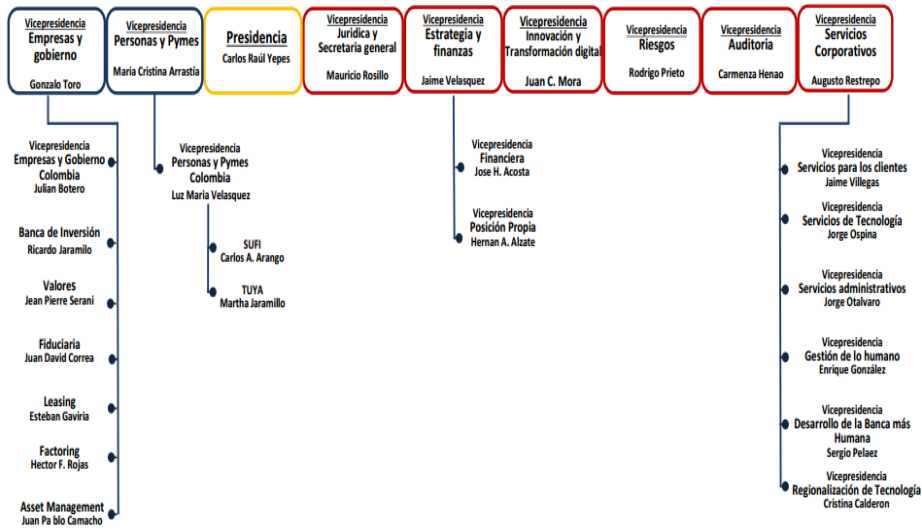 Vicepresidencia
Empresas y
gobierno
Gonzalo Toro
Vicepresidencia
Personas y Pymes
Maria Cristina Arrastía
Presidencia
Carlos Raúl Yepes
Vicepresidencia
Juridica y
Secretaria general
Mauricio Rosillo
Vicepresidencia
Estrategia y
finanzas
Jaime Velasquez
Vicepresidencia
Innovación y
Transformación digital
Juan C. Mora
Vicepresidencia
Riesgos
Rodrigo Prieto
Vicepresidencia
Auditoria
Carmenza Henao
Vicepresidencia
Servicios
Corporativos
Augusto Restrepo
Vicepresidencia
Empresas y Gobierno
Colombia
Julian Botero
Banca de Inversión
Ricardo Jaramilo
Valores
Jean Pierre Serani
Fiduciaria
Juan David Correa
Leasing
Esteban Gaviria
Factoring
Hector F. Rojas
Asset Management
Juan Pa blo Camacho
Vicepresidencia
Personas y Pymes
Colombia
Luz Maria Velasquez
SUFI
Carlos A. Arango
TUYA
Martha Jaramillo
Vicepresidencia
Financiera
Jose H. Acosta
Vicepresidencia
Posición Propia
Hernan A. Alzate
Vicepresidencia
Servicios para los clientes
Jaime Villegas
Vicepresidencia
Servicios de Tecnología
Jorge Ospina
Vicepresidencia
Servicios administrativos
Jorge Otalvaro
Vicepresidencia
Gestión de lo humano
Enrique González
Vicepresidencia
Desarrollo de la Banca más
Humana
Sergio Pelaez
Vicepresidencia
Regionalización de Tecnología
Cristina Calderon